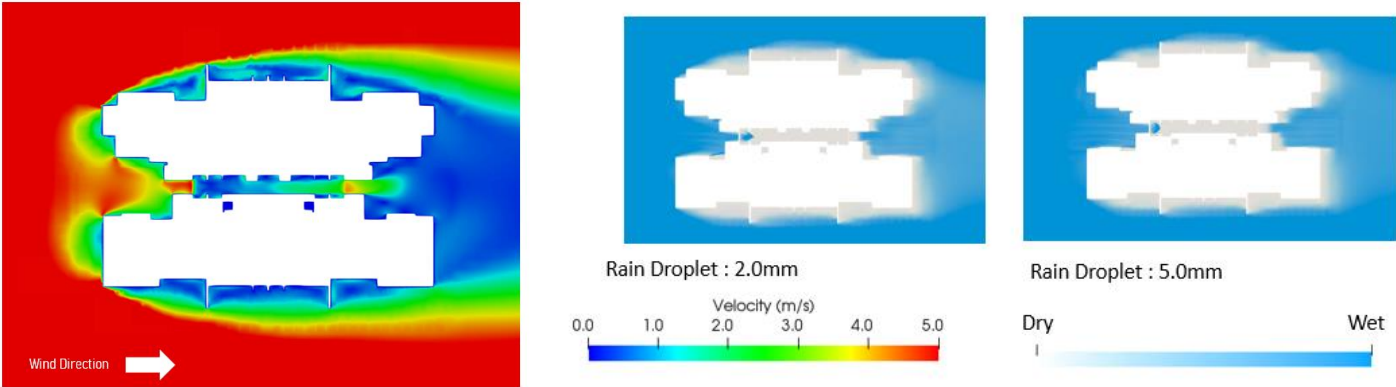 Wind Direction
Rain Droplet : 2.0mm
Rain Droplet : 5.0mm
Velocity (m/s)
0.0 1.0 2.0 3.0 4.0 5.0
Dry Wet